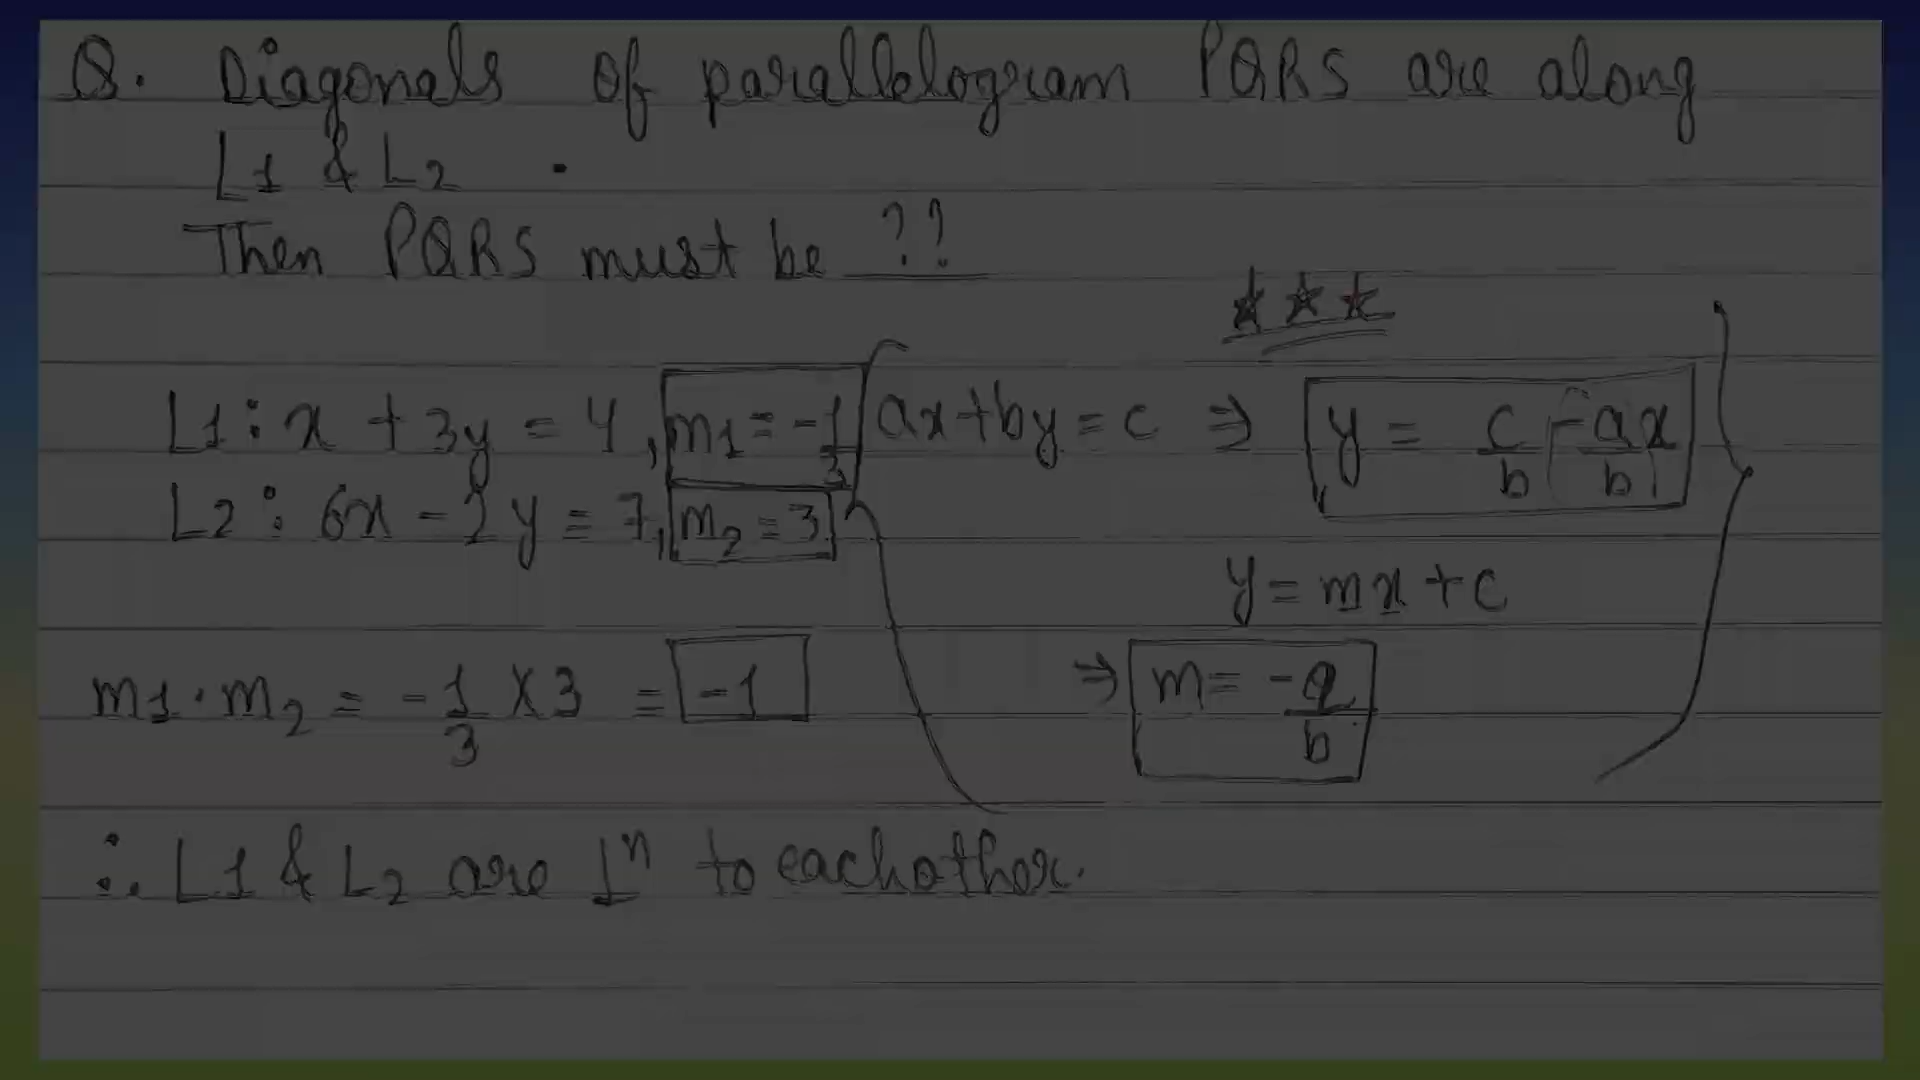 Q. Diagonals of parallelogram PQRS are along
L1 & L2 .
Then PQRS must be ??
L1 : x + 3y = 4, m1 = -1/3
ax+by = c ⇒ y = c/b - ax/b
L2 : 6x - 2y = 7, m2 = 3
y = mx + c
m1 . m2 = -1/3 X 3 = -1
⇒ m = -a/b
∴ L1 & L2 are ⊥ⁿ to eachother.